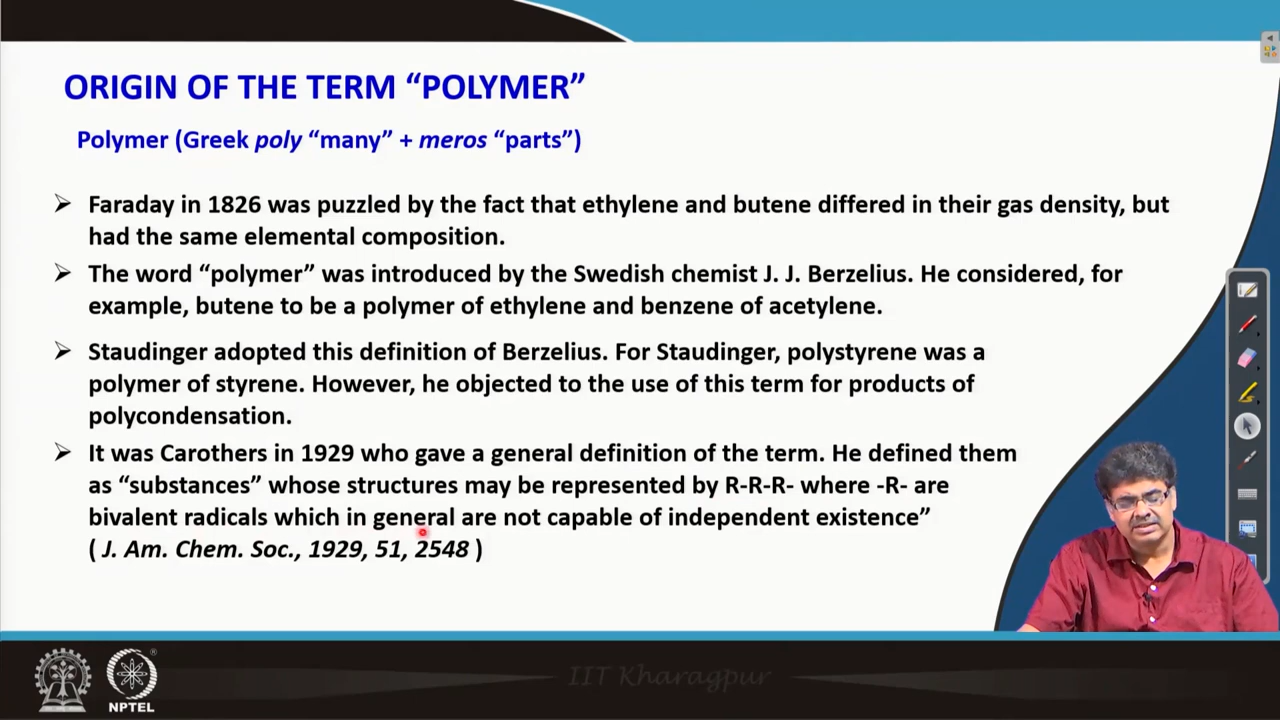 ORIGIN OF THE TERM “POLYMER”
Polymer (Greek poly “many” + meros “parts”)
➢ Faraday in 1826 was puzzled by the fact that ethylene and butene differed in their gas density, but
had the same elemental composition.
➢ The word “polymer” was introduced by the Swedish chemist J. J. Berzelius. He considered, for
example, butene to be a polymer of ethylene and benzene of acetylene.
➢ Staudinger adopted this definition of Berzelius. For Staudinger, polystyrene was a
polymer of styrene. However, he objected to the use of this term for products of
polycondensation.
➢ It was Carothers in 1929 who gave a general definition of the term. He defined them
as “substances” whose structures may be represented by R-R-R- where -R- are
bivalent radicals which in general are not capable of independent existence”
( J. Am. Chem. Soc., 1929, 51, 2548 )
IIT Kharagpur
NPTEL